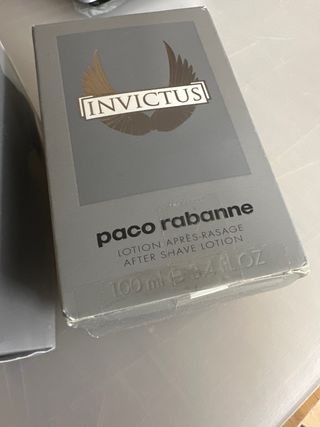 INVICTUS
paco rabanne
LOTION APRÈS-RASAGE
AFTER SHAVE LOTION
100 ml ℮ 3.4 fl.OZ